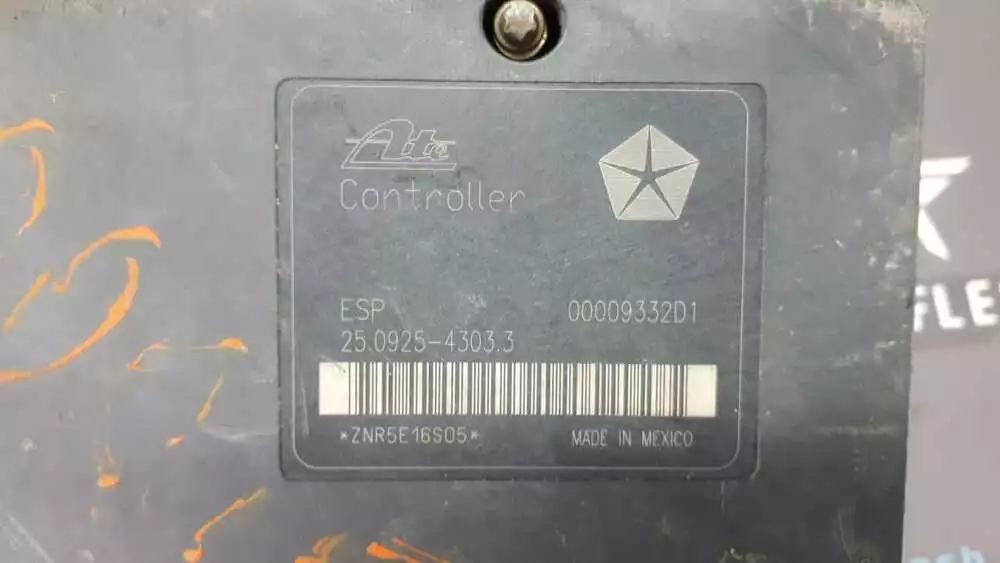 Ate
Controller
ESP 00009332D1
25.0925-4303.3
*ZNR5E16S05*
MADE IN MEXICO
FLE